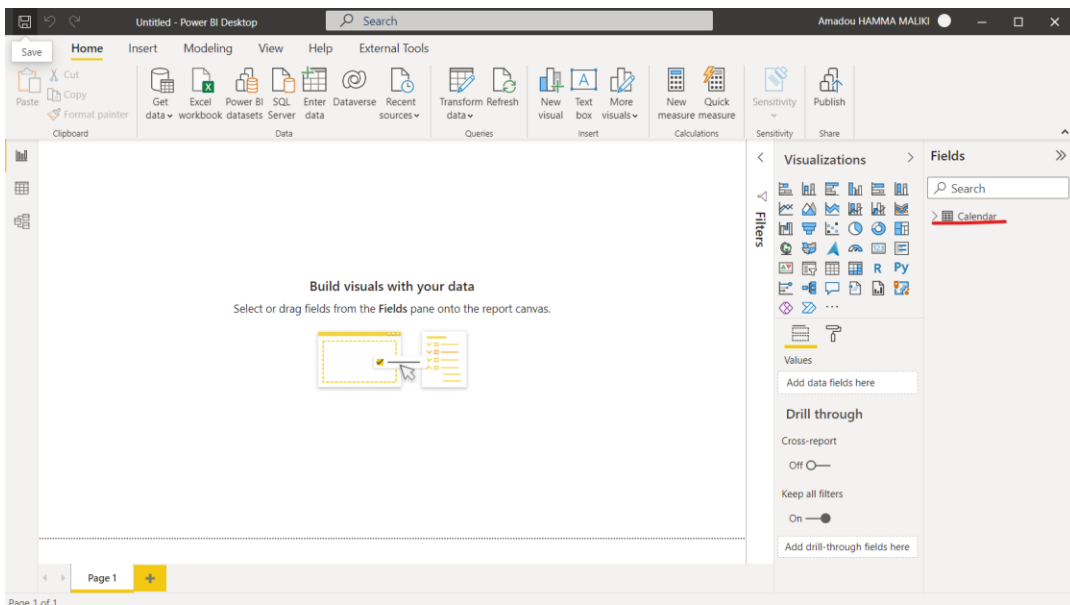 Untitled - Power BI Desktop
Search
Amadou HAMMA MALIKI
Save
Home
Insert
Modeling
View
Help
External Tools
Paste
Cut
Copy
Format painter
Clipboard
Get data
Excel workbook
Power BI datasets
SQL Server
Enter data
Dataverse
Recent sources
Data
Transform data
Refresh
Queries
New visual
Text box
More visuals
Insert
New measure
Quick measure
Calculations
Sensitivity
Sensitivity
Publish
Share
Filters
Visualizations
Fields
Search
Calendar
Build visuals with your data
Select or drag fields from the Fields pane onto the report canvas.
R
Py
Values
Add data fields here
Drill through
Cross-report
Off
Keep all filters
On
Add drill-through fields here
Page 1
Page 1 of 1